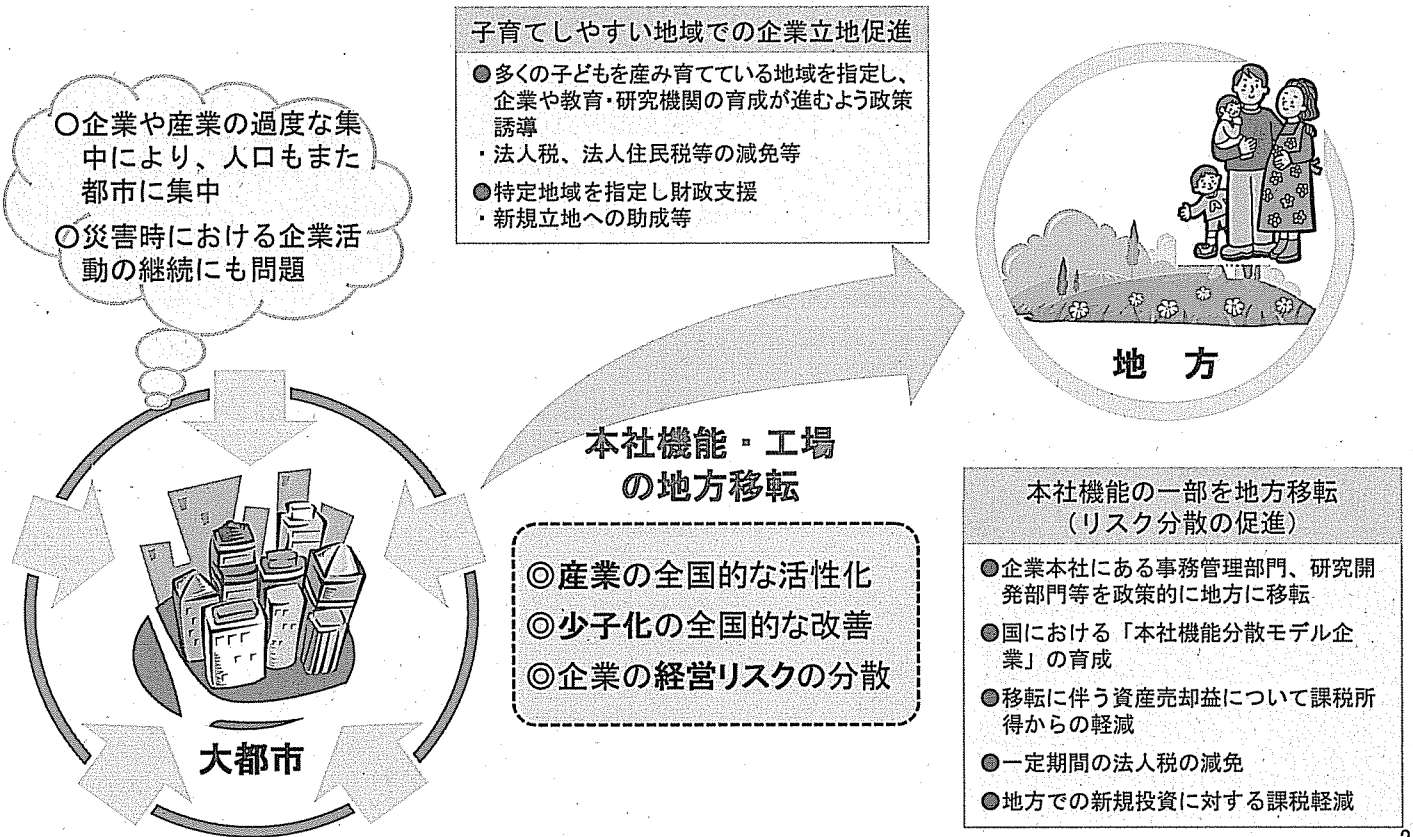 子育てしやすい地域での企業立地促進
●多くの子どもを産み育てている地域を指定し、
企業や教育・研究機関の育成が進むよう政策
誘導
・法人税、法人住民税等の減免等
●特定地域を指定し財政支援
・新規立地への助成等
○企業や産業の過度な集
中により、人口もまた
都市に集中
○災害時における企業活
動の継続にも問題
地 方
本社機能・工場
の地方移転
◎産業の全国的な活性化
◎少子化の全国的な改善
◎企業の経営リスクの分散
大都市
本社機能の一部を地方移転
（リスク分散の促進）
●企業本社にある事務管理部門、研究開
発部門等を政策的に地方に移転
●国における「本社機能分散モデル企
業」の育成
●移転に伴う資産売却益について課税所
得からの軽減
●一定期間の法人税の減免
●地方での新規投資に対する課税軽減